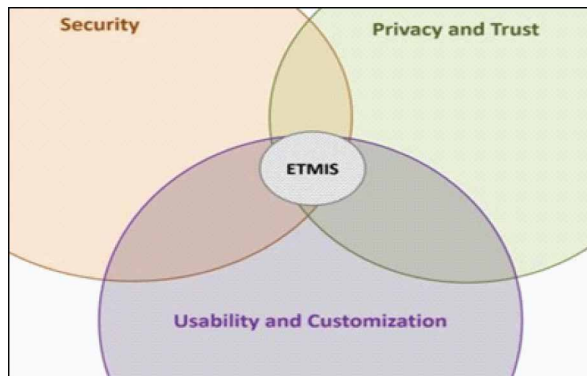 Security
Privacy and Trust
ETMIS
Usability and Customization